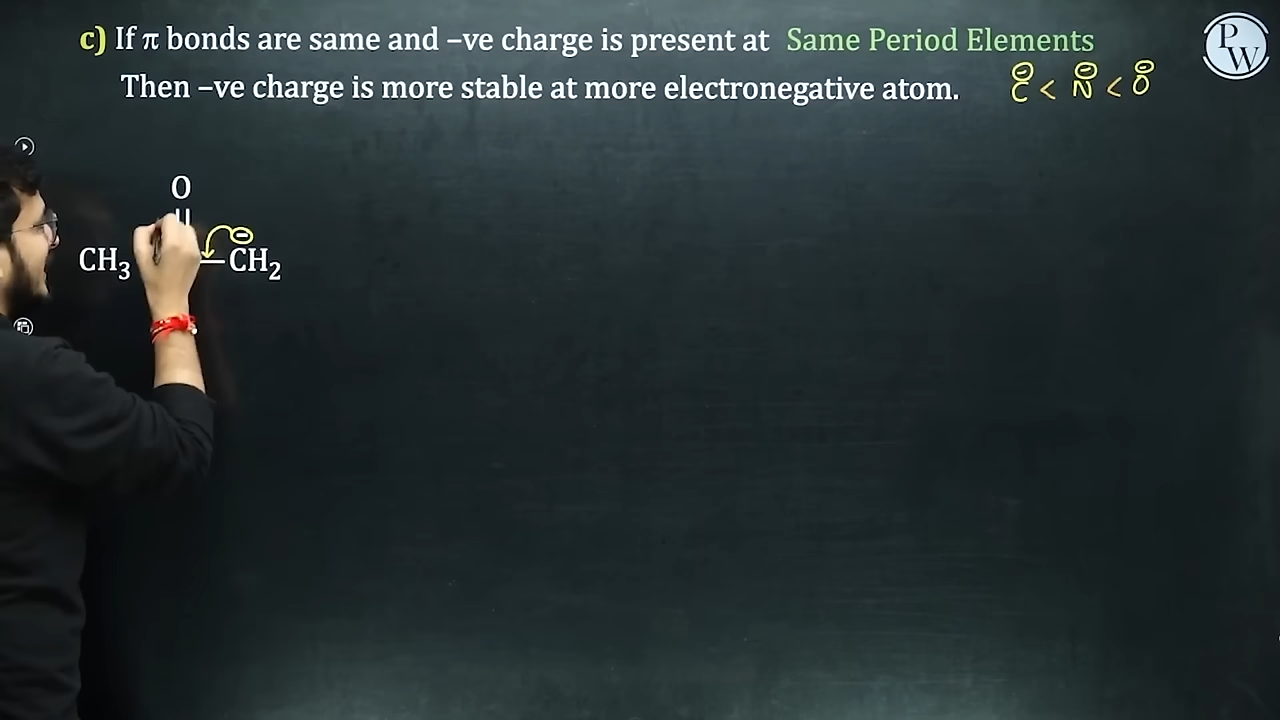 c) If π bonds are same and –ve charge is present at Same Period Elements
Then –ve charge is more stable at more electronegative atom. C⊖ < N⊖ < O⊖
PW
O
||
⊖
CH₃ –CH₂